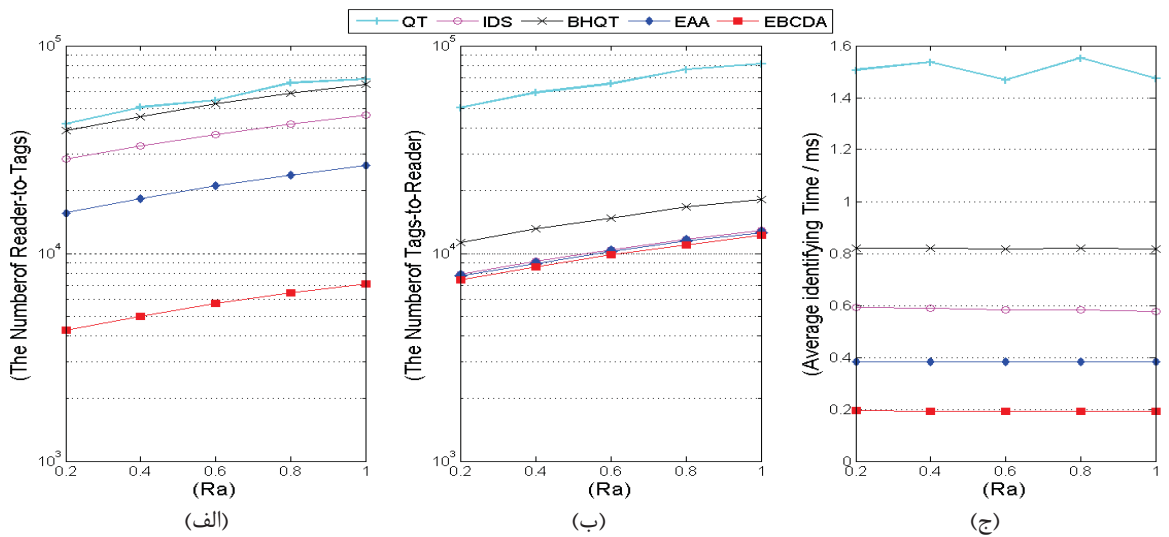 QT IDS BHQT EAA EBCDA
(The Numberof Reader-to-Tags)
10^5
10^4
10^3
0.2 0.4 0.6 0.8 1
(Ra)
(الف)
(The Numberof Tags-to-Reader)
10^5
10^4
10^3
0.2 0.4 0.6 0.8 1
(Ra)
(ب)
(Average identifying Time / ms)
1.6
1.4
1.2
1
0.8
0.6
0.4
0.2
0
0.2 0.4 0.6 0.8 1
(Ra)
(ج)